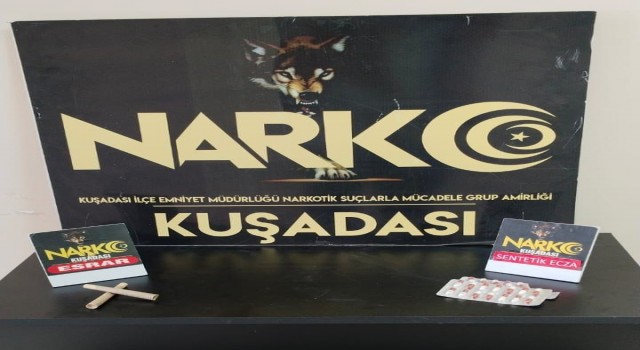 NARKO
KUŞADASI İLÇE EMNİYET MÜDÜRLÜĞÜ NARKOTİK SUÇLARLA MÜCADELE GRUP AMİRLİĞİ
KUŞADASI
NARKO
KUŞADASI
ESRAR
NARKO
KUŞADASI
SENTETİK ECZA